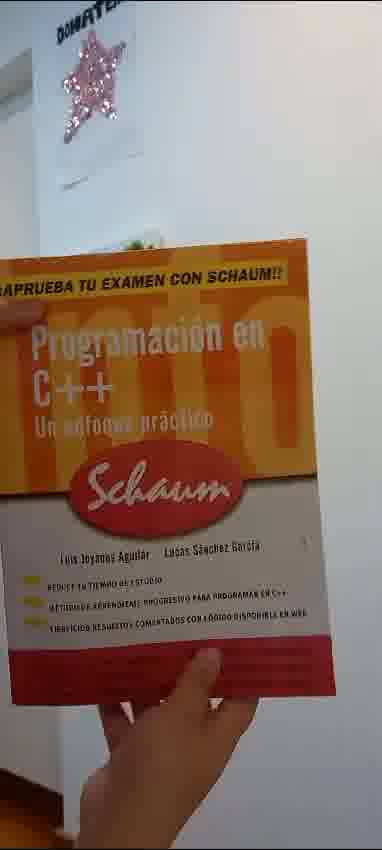 ¡¡APRUEBA TU EXAMEN CON SCHAUM!!
Programación en
C++
Un enfoque práctico
Schaum
Luis Joyanes Aguilar Lucas Sánchez García
REDUCE TU TIEMPO DE ESTUDIO
PROGRESIVO PARA PROGRAMAR EN C++
EJERCICIOS RESUELTOS COMENTADOS CON CÓDIGO DISPONIBLE EN WEB